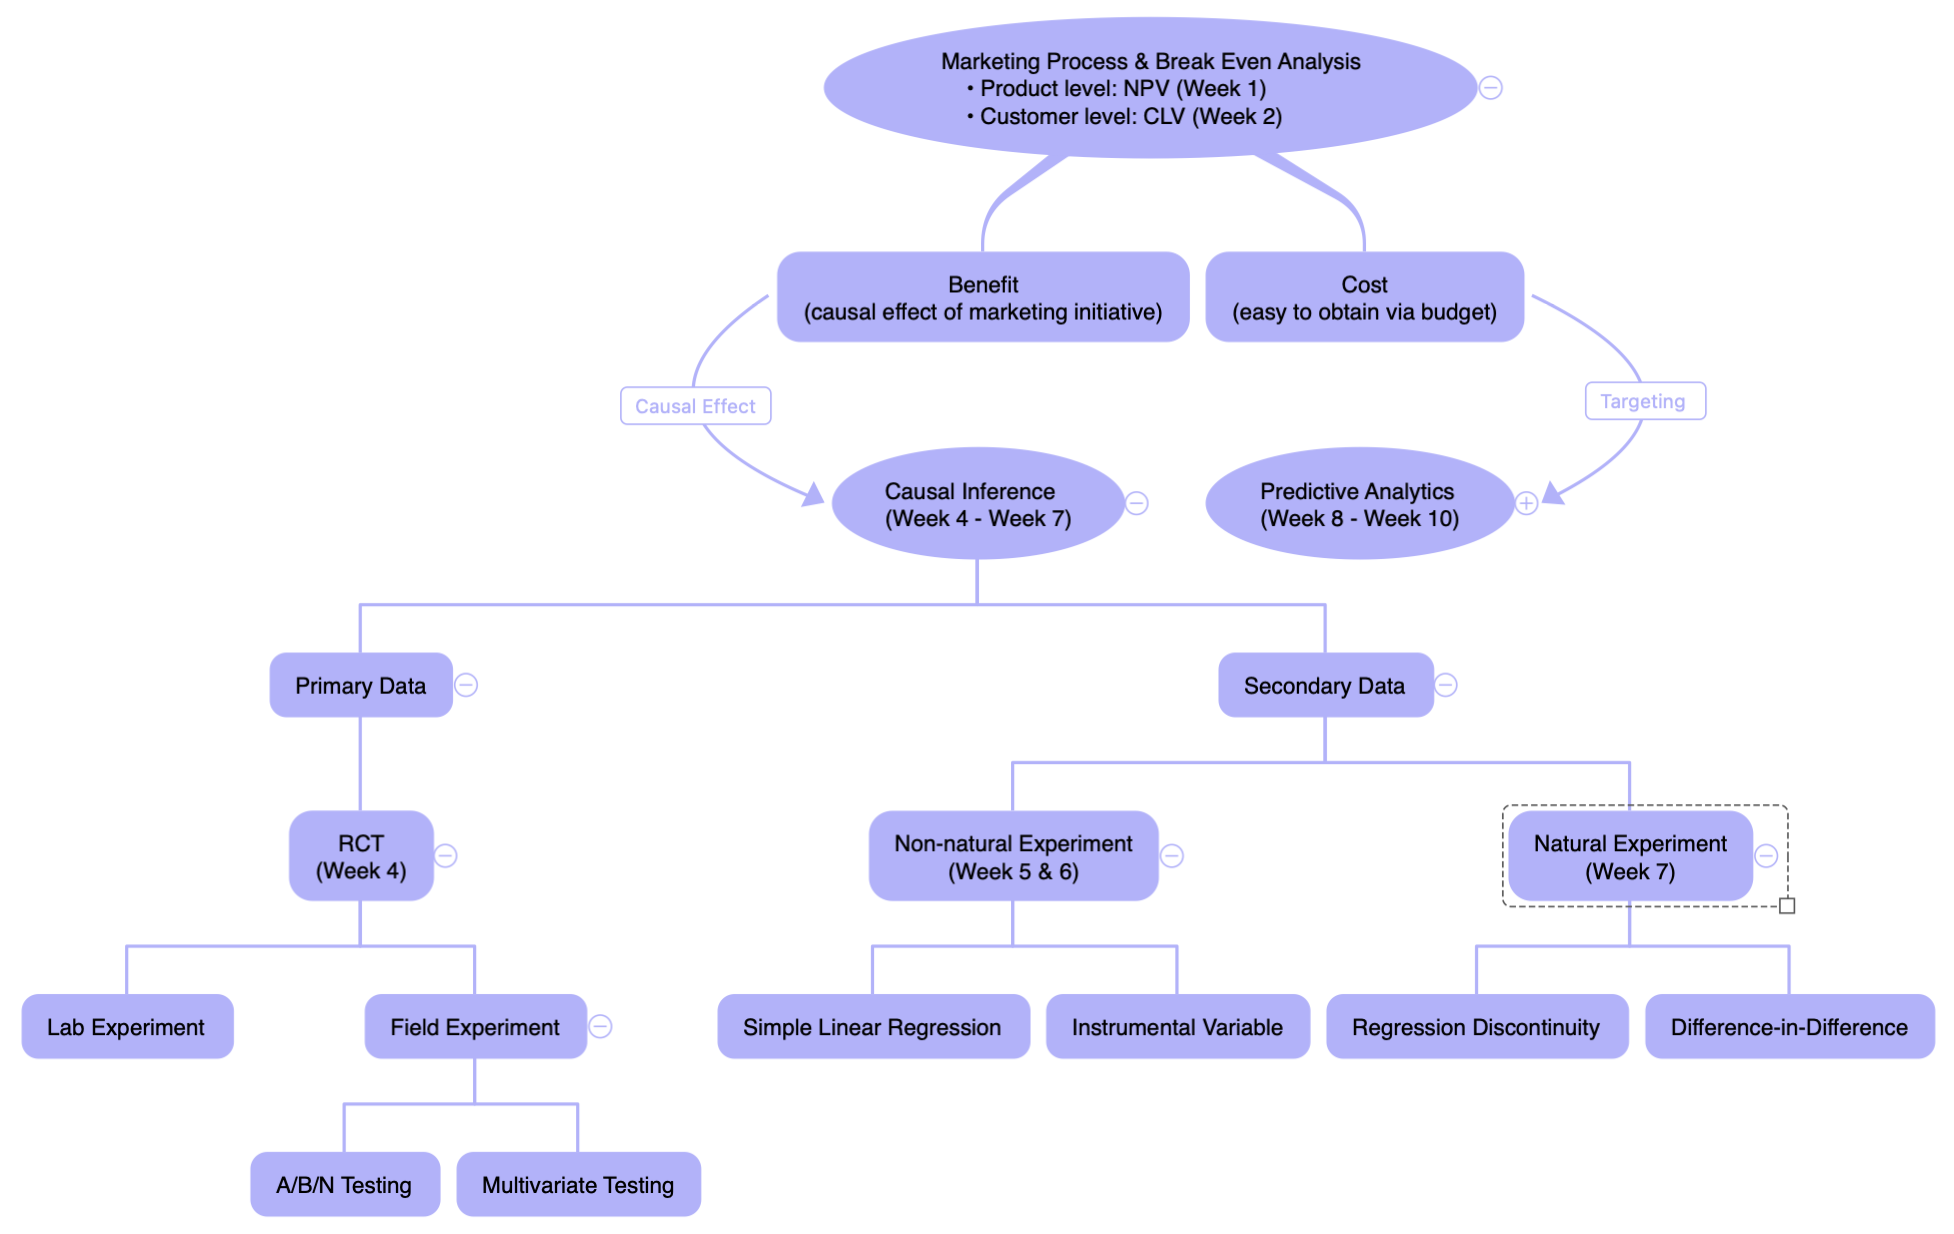 Marketing Process & Break Even Analysis
• Product level: NPV (Week 1)
• Customer level: CLV (Week 2)
Benefit
(causal effect of marketing initiative)
Cost
(easy to obtain via budget)
Causal Effect
Targeting
Causal Inference
(Week 4 - Week 7)
Predictive Analytics
(Week 8 - Week 10)
Primary Data
Secondary Data
RCT
(Week 4)
Non-natural Experiment
(Week 5 & 6)
Natural Experiment
(Week 7)
Lab Experiment
Field Experiment
Simple Linear Regression
Instrumental Variable
Regression Discontinuity
Difference-in-Difference
A/B/N Testing
Multivariate Testing